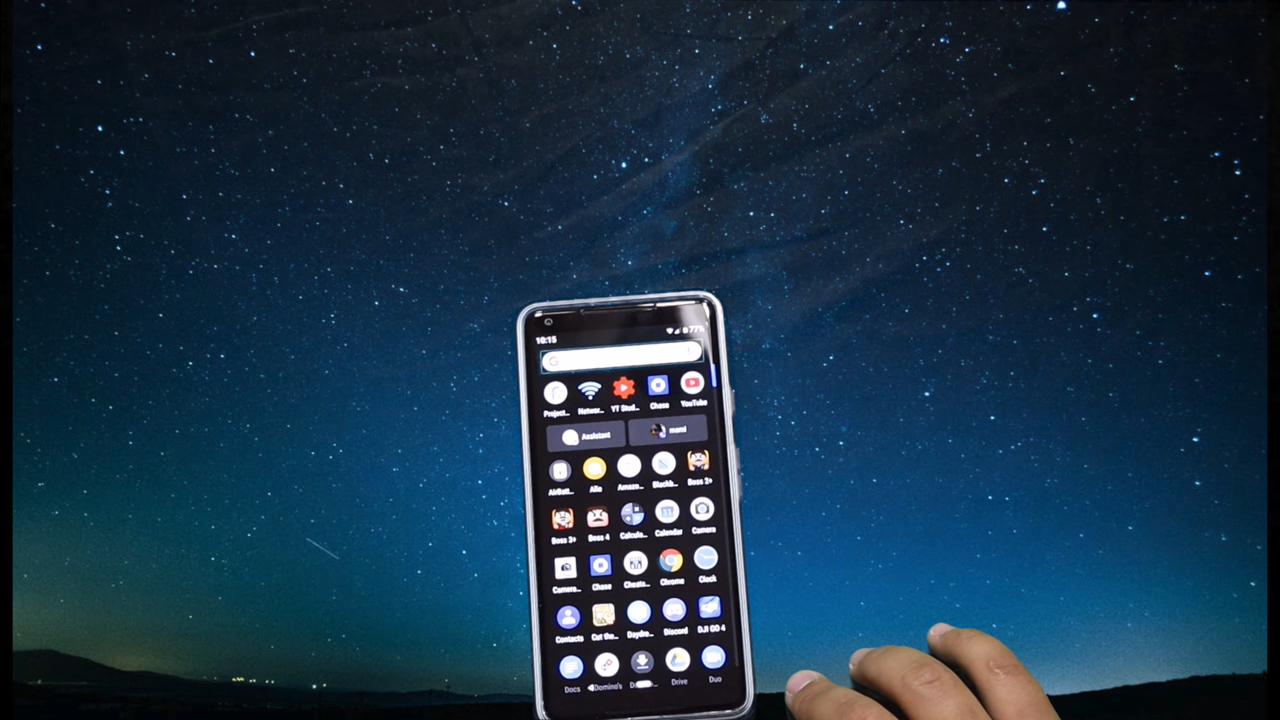 10:15 77%
Project... Networ... YT Stud... Chase YouTube
Assistant mami
AirBatt... Allo Amazo... Blackb... Boss 2+
Boss 3+ Boss 4 Calcula... Calendar Camera
Camera... Chase Chrome Clock
Contacts Cut the... Daydre... Discord DJI GO 4
Docs Domino's Drive Duo